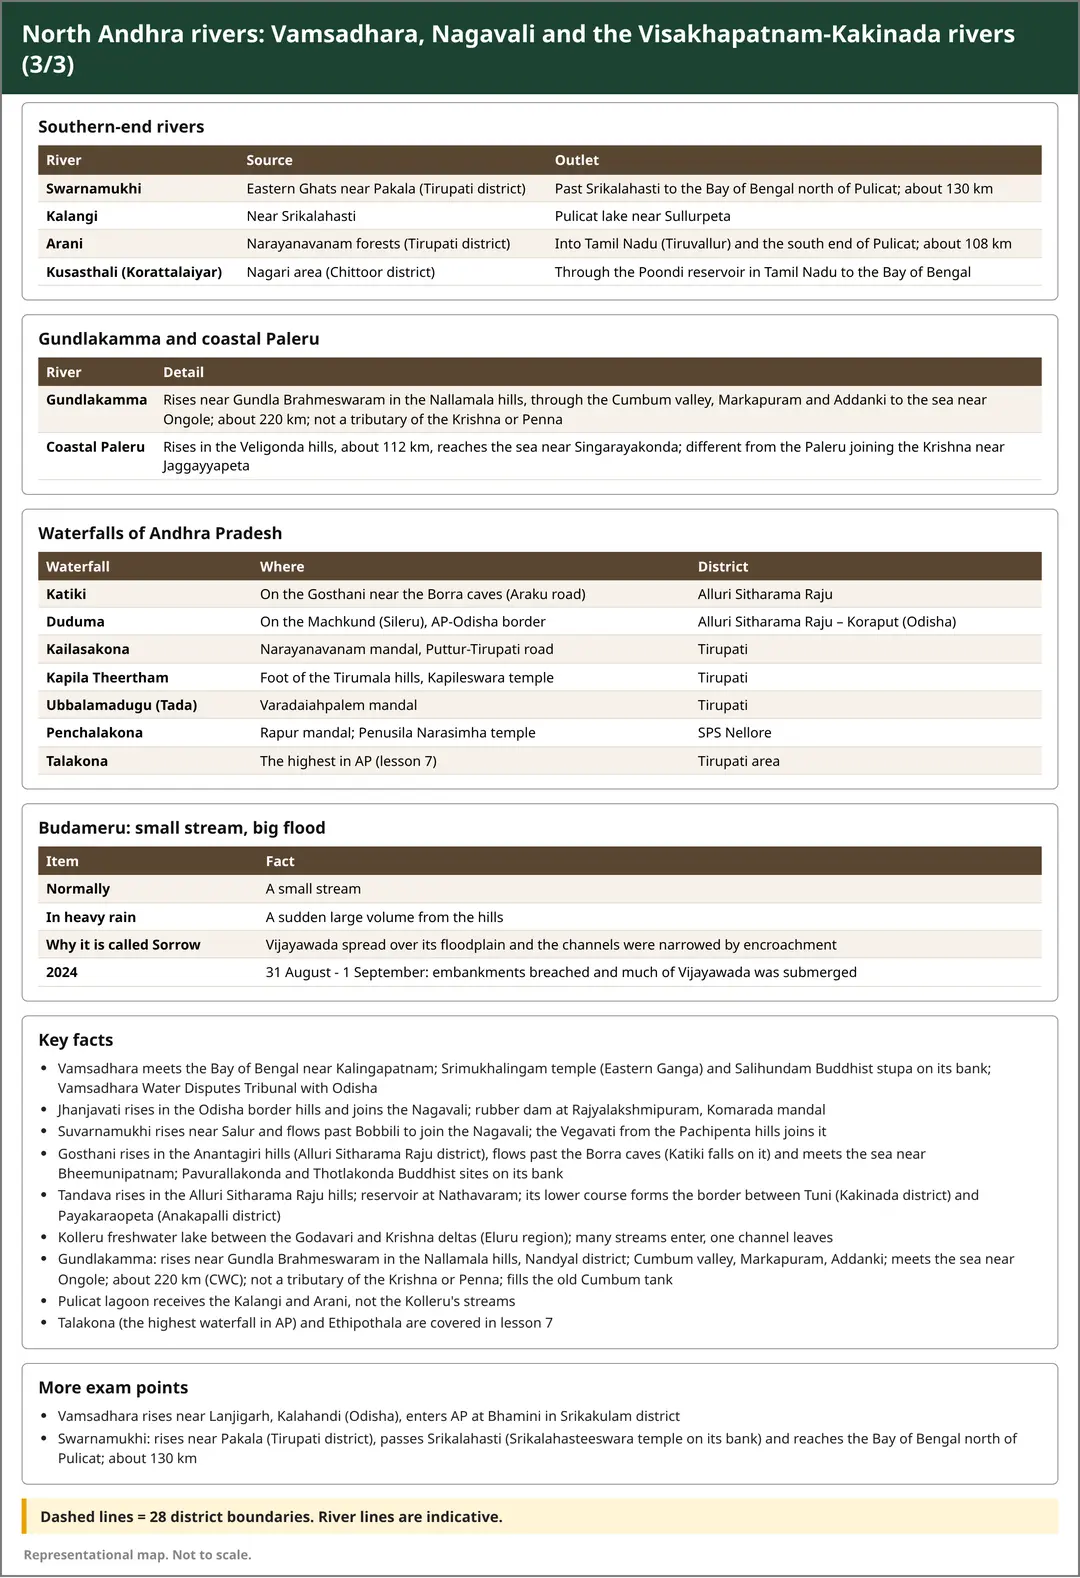 North Andhra rivers: Vamsadhara, Nagavali and the Visakhapatnam-Kakinada rivers
(3/3)
Southern-end rivers
River Source Outlet
Swarnamukhi Eastern Ghats near Pakala (Tirupati district) Past Srikalahasti to the Bay of Bengal north of Pulicat; about 130 km
Kalangi Near Srikalahasti Pulicat lake near Sullurpeta
Arani Narayanavanam forests (Tirupati district) Into Tamil Nadu (Tiruvallur) and the south end of Pulicat; about 108 km
Kusasthali (Korattalaiyar) Nagari area (Chittoor district) Through the Poondi reservoir in Tamil Nadu to the Bay of Bengal
Gundlakamma and coastal Paleru
River Detail
Gundlakamma Rises near Gundla Brahmeswaram in the Nallamala hills, through the Cumbum valley, Markapuram and Addanki to the sea near
Ongole; about 220 km; not a tributary of the Krishna or Penna
Coastal Paleru Rises in the Veligonda hills, about 112 km, reaches the sea near Singarayakonda; different from the Paleru joining the Krishna near
Jaggayyapeta
Waterfalls of Andhra Pradesh
Waterfall Where District
Katiki On the Gosthani near the Borra caves (Araku road) Alluri Sitharama Raju
Duduma On the Machkund (Sileru), AP-Odisha border Alluri Sitharama Raju – Koraput (Odisha)
Kailasakona Narayanavanam mandal, Puttur-Tirupati road Tirupati
Kapila Theertham Foot of the Tirumala hills, Kapileswara temple Tirupati
Ubbalamadugu (Tada) Varadaiahpalem mandal Tirupati
Penchalakona Rapur mandal; Penusila Narasimha temple SPS Nellore
Talakona The highest in AP (lesson 7) Tirupati area
Budameru: small stream, big flood
Item Fact
Normally A small stream
In heavy rain A sudden large volume from the hills
Why it is called Sorrow Vijayawada spread over its floodplain and the channels were narrowed by encroachment
2024 31 August - 1 September: embankments breached and much of Vijayawada was submerged
Key facts
• Vamsadhara meets the Bay of Bengal near Kalingapatnam; Srimukhalingam temple (Eastern Ganga) and Salihundam Buddhist stupa on its bank;
Vamsadhara Water Disputes Tribunal with Odisha
• Jhanjavati rises in the Odisha border hills and joins the Nagavali; rubber dam at Rajyalakshmipuram, Komarada mandal
• Suvarnamukhi rises near Salur and flows past Bobbili to join the Nagavali; the Vegavati from the Pachipenta hills joins it
• Gosthani rises in the Anantagiri hills (Alluri Sitharama Raju district), flows past the Borra caves (Katiki falls on it) and meets the sea near
Bheemunipatnam; Pavurallakonda and Thotlakonda Buddhist sites on its bank
• Tandava rises in the Alluri Sitharama Raju hills; reservoir at Nathavaram; its lower course forms the border between Tuni (Kakinada district) and
Payakaraopeta (Anakapalli district)
• Kolleru freshwater lake between the Godavari and Krishna deltas (Eluru region); many streams enter, one channel leaves
• Gundlakamma: rises near Gundla Brahmeswaram in the Nallamala hills, Nandyal district; Cumbum valley, Markapuram, Addanki; meets the sea near
Ongole; about 220 km (CWC); not a tributary of the Krishna or Penna; fills the old Cumbum tank
• Pulicat lagoon receives the Kalangi and Arani, not the Kolleru's streams
• Talakona (the highest waterfall in AP) and Ethipothala are covered in lesson 7
More exam points
• Vamsadhara rises near Lanjigarh, Kalahandi (Odisha), enters AP at Bhamini in Srikakulam district
• Swarnamukhi: rises near Pakala (Tirupati district), passes Srikalahasti (Srikalahasteeswara temple on its bank) and reaches the Bay of Bengal north of
Pulicat; about 130 km
Dashed lines = 28 district boundaries. River lines are indicative.
Representational map. Not to scale.